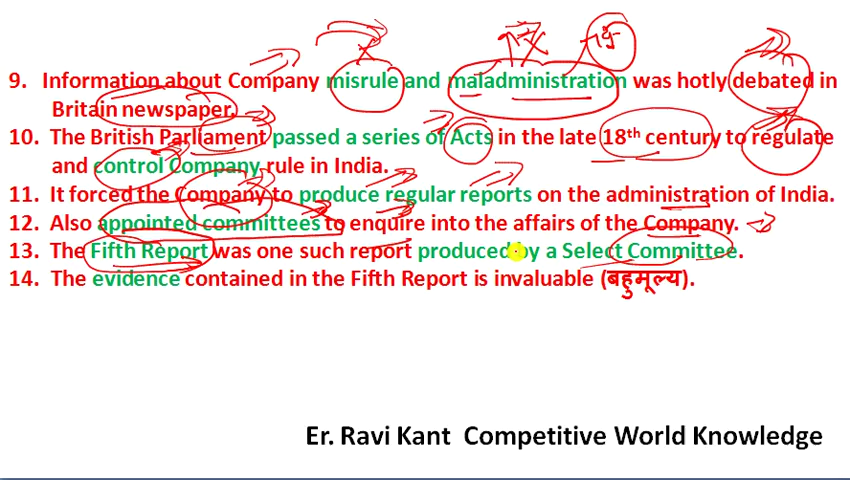 9. Information about Company misrule and maladministration was hotly debated in
Britain newspaper.
10. The British Parliament passed a series of Acts in the late 18th century to regulate
and control Company rule in India.
11. It forced the Company to produce regular reports on the administration of India.
12. Also appointed committees to enquire into the affairs of the Company.
13. The Fifth Report was one such report produced by a Select Committee.
14. The evidence contained in the Fifth Report is invaluable (बहुमूल्य).
Er. Ravi Kant Competitive World Knowledge